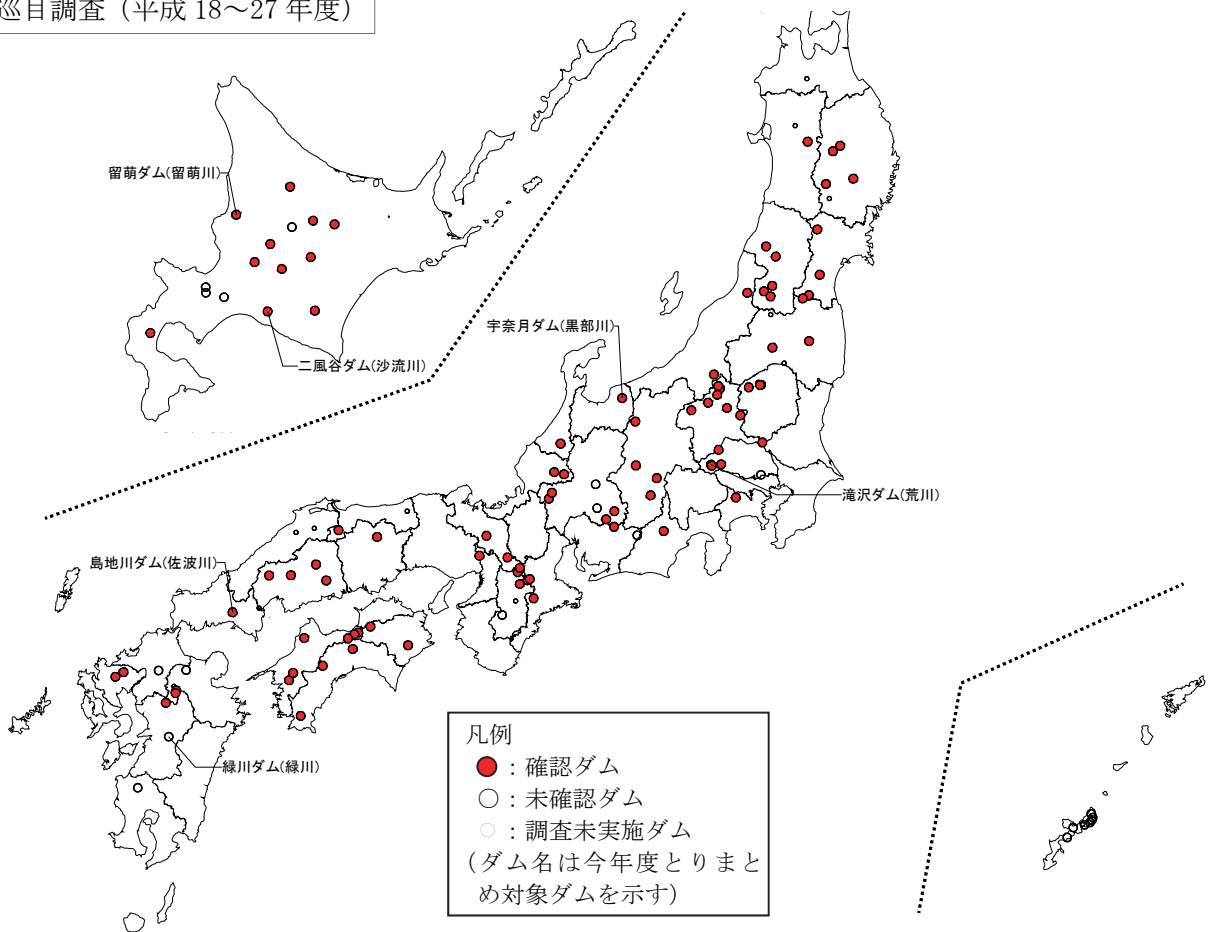 巡目調査（平成 18～27 年度）
留萌ダム(留萌川)
二風谷ダム(沙流川)
宇奈月ダム(黒部川)
滝沢ダム(荒川)
島地川ダム(佐波川)
緑川ダム(緑川)
凡例
：確認ダム
：未確認ダム
：調査未実施ダム
(ダム名は今年度とりまと
め対象ダムを示す)